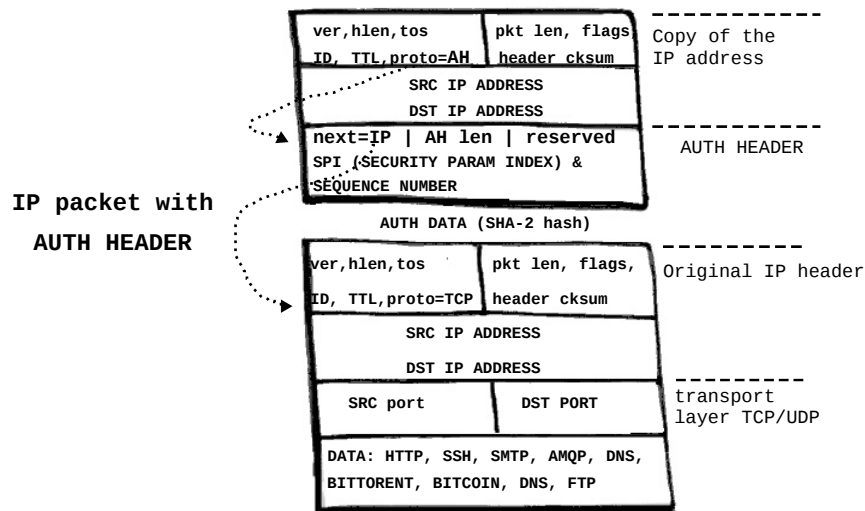 ver,hlen,tos
pkt len, flags,
ID, TTL,proto=AH
header cksum
Copy of the
IP address
SRC IP ADDRESS
DST IP ADDRESS
next=IP | AH len | reserved
SPI (SECURITY PARAM INDEX) &
SEQUENCE NUMBER
AUTH HEADER
IP packet with
AUTH HEADER
AUTH DATA (SHA-2 hash)
ver,hlen,tos
pkt len, flags,
ID, TTL,proto=TCP
header cksum
Original IP header
SRC IP ADDRESS
DST IP ADDRESS
SRC port
DST PORT
transport
layer TCP/UDP
DATA: HTTP, SSH, SMTP, AMQP, DNS,
BITTORENT, BITCOIN, DNS, FTP